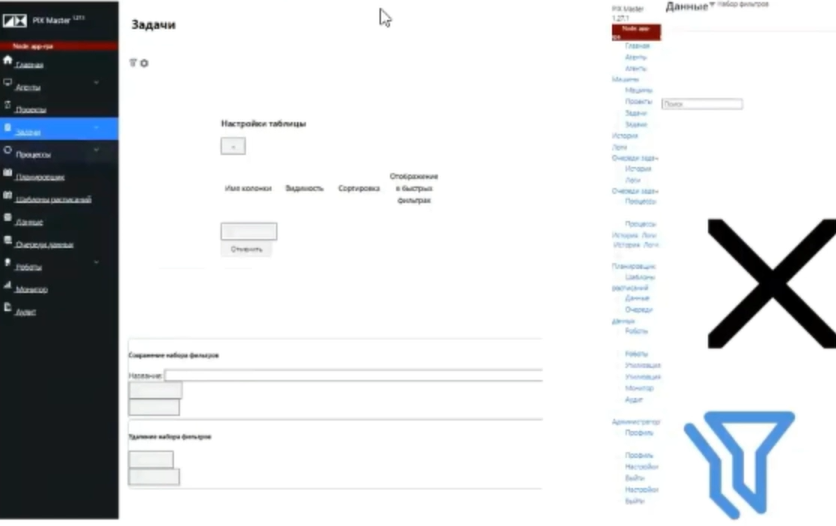 PIX Master 1.27.1
Node: app-rpa
Главная
Агенты
Проекты
Задачи
Процессы
Планировщик
Шаблоны расписаний
Данные
Очереди данных
Роботы
Монитор
Аудит
Задачи
Настройки таблицы
Имя колонки Видимость Сортировка Отображение
в быстрых
фильтрах
Отменить
Сохранение набора фильтров
Название
Удаление набора фильтров
PIX Master
1.27.1
Node: app-
rpa
Главная
Агенты
Агенты
Машины
Машины
Проекты
Задачи
Задачи
История
Логи
Очереди задач
История
Логи
Очереди задач
Процессы
Процессы
История Логи
История Логи
Планировщик
Шаблоны
расписаний
Данные
Очереди
данных
Роботы
Роботы
Утилизация
Утилизация
Монитор
Аудит
Администратор
Профиль
Профиль
Настройки
Выйти
Настройки
Выйти
Данные Набор фильтров
Поиск